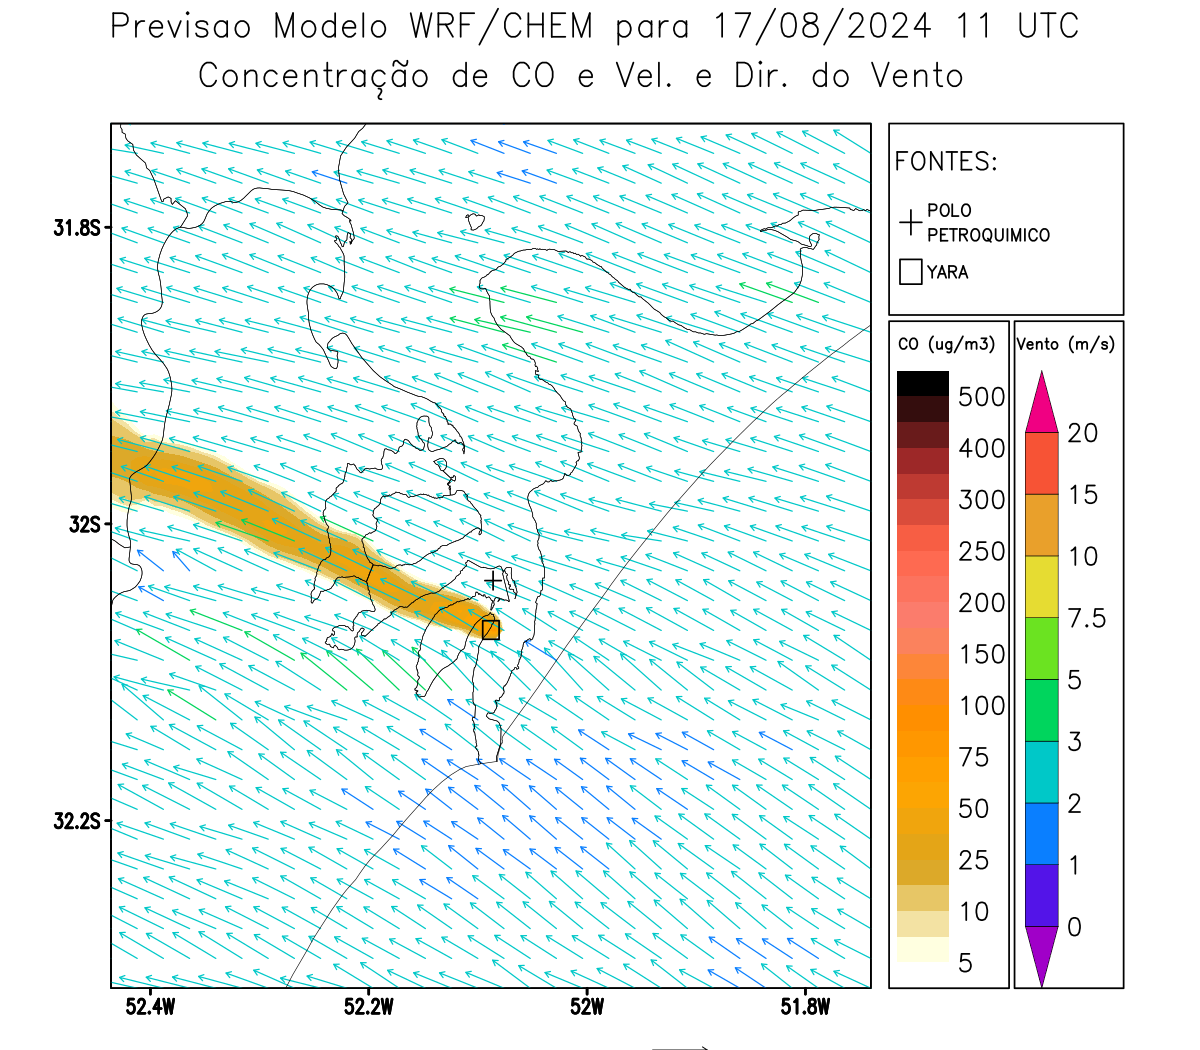 Previsao Modelo WRF/CHEM para 17/08/2024 11 UTC
Concentração de CO e Vel. e Dir. do Vento
FONTES:
POLO
PETROQUIMICO
YARA
31.8S
32S
32.2S
52.4W
52.2W
52W
51.8W
CO (ug/m3)
500
400
300
250
200
150
100
75
50
25
10
5
Vento (m/s)
20
15
10
7.5
5
3
2
1
0